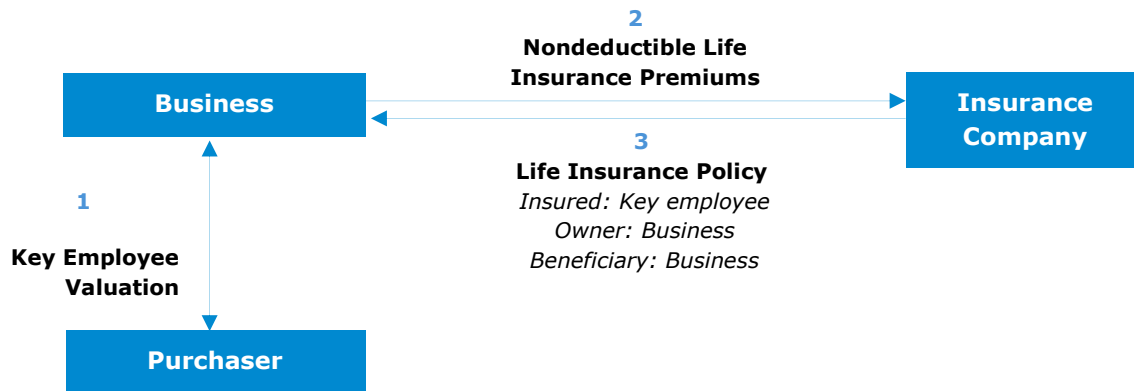 2
Nondeductible Life
Insurance Premiums
Business
Insurance
Company
3
Life Insurance Policy
Insured: Key employee
Owner: Business
Beneficiary: Business
1
Key Employee
Valuation
Purchaser